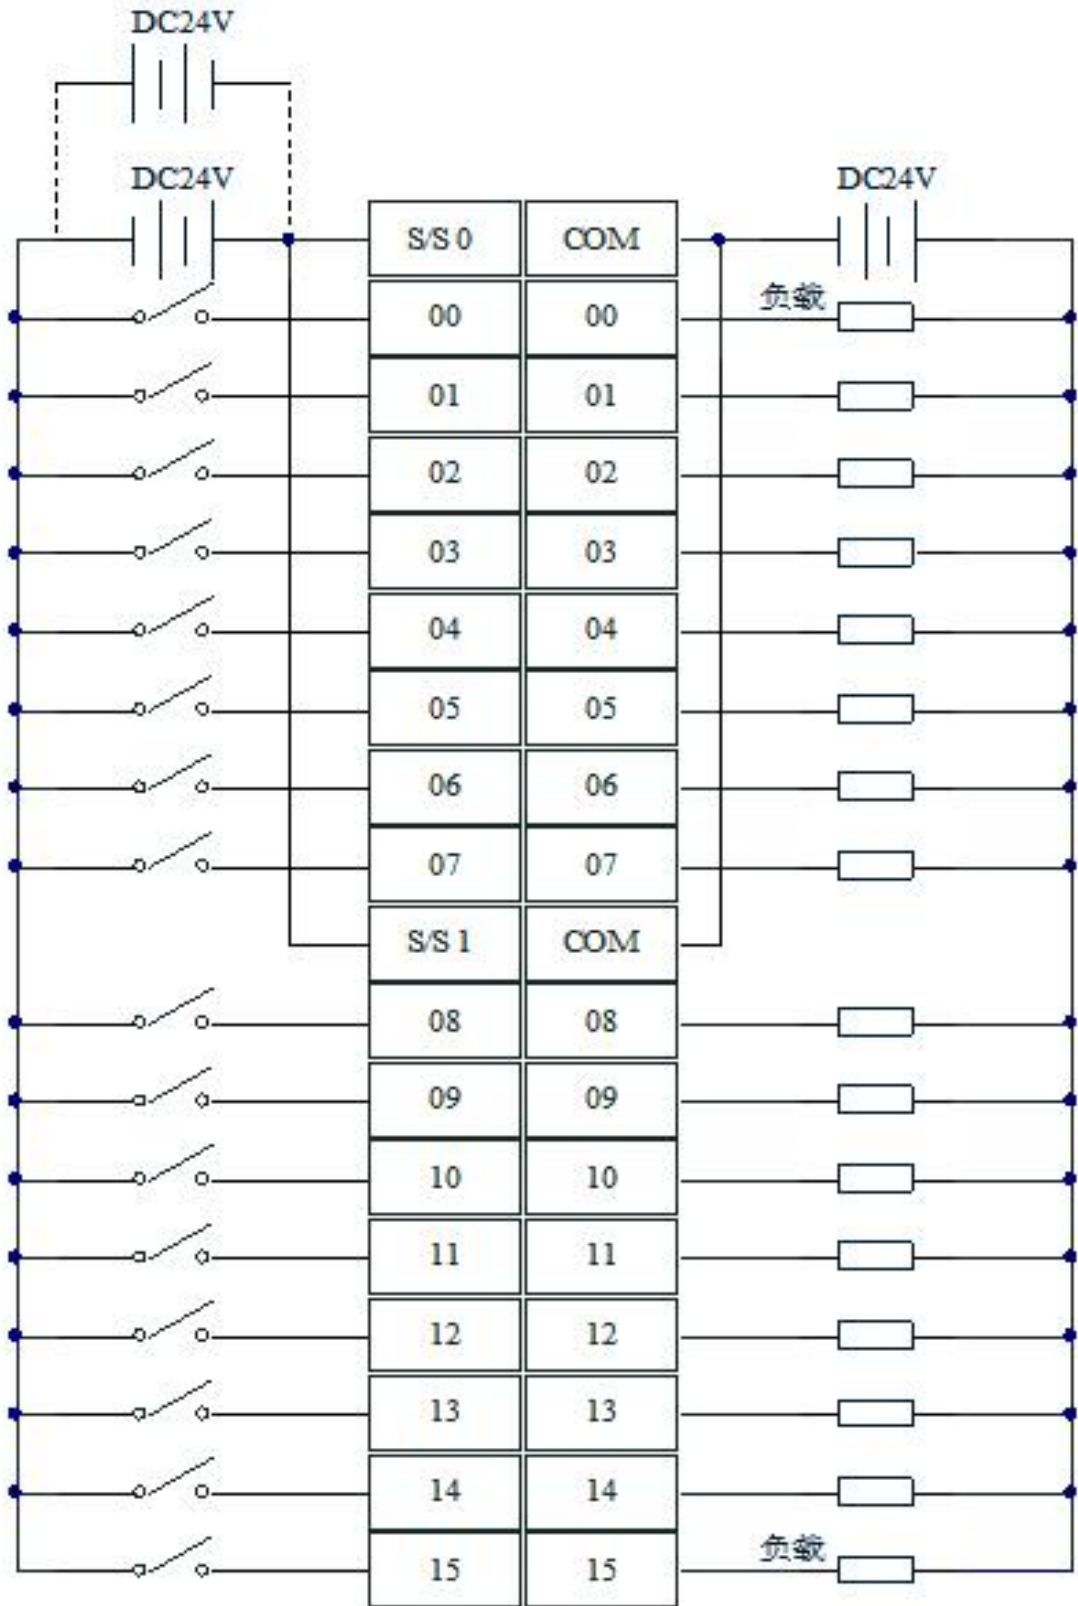 DC24V
DC24V DC24V
S/S 0 COM
负载
00 00
01 01
02 02
03 03
04 04
05 05
06 06
07 07
S/S 1 COM
08 08
09 09
10 10
11 11
12 12
13 13
14 14
负载
15 15